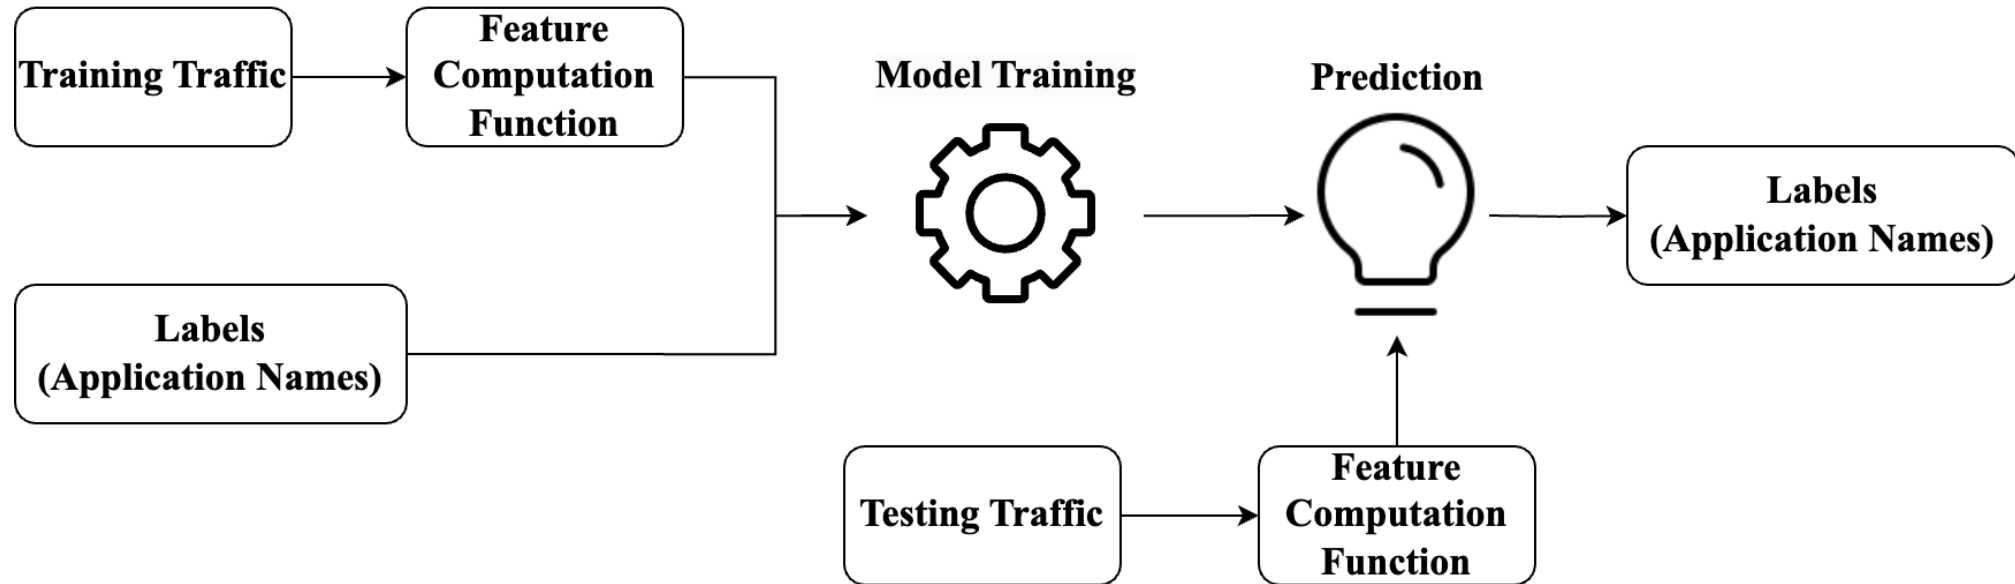 Training Traffic
Feature
Computation
Function
Labels
(Application Names)
Model Training
Prediction
Labels
(Application Names)
Testing Traffic
Feature
Computation
Function